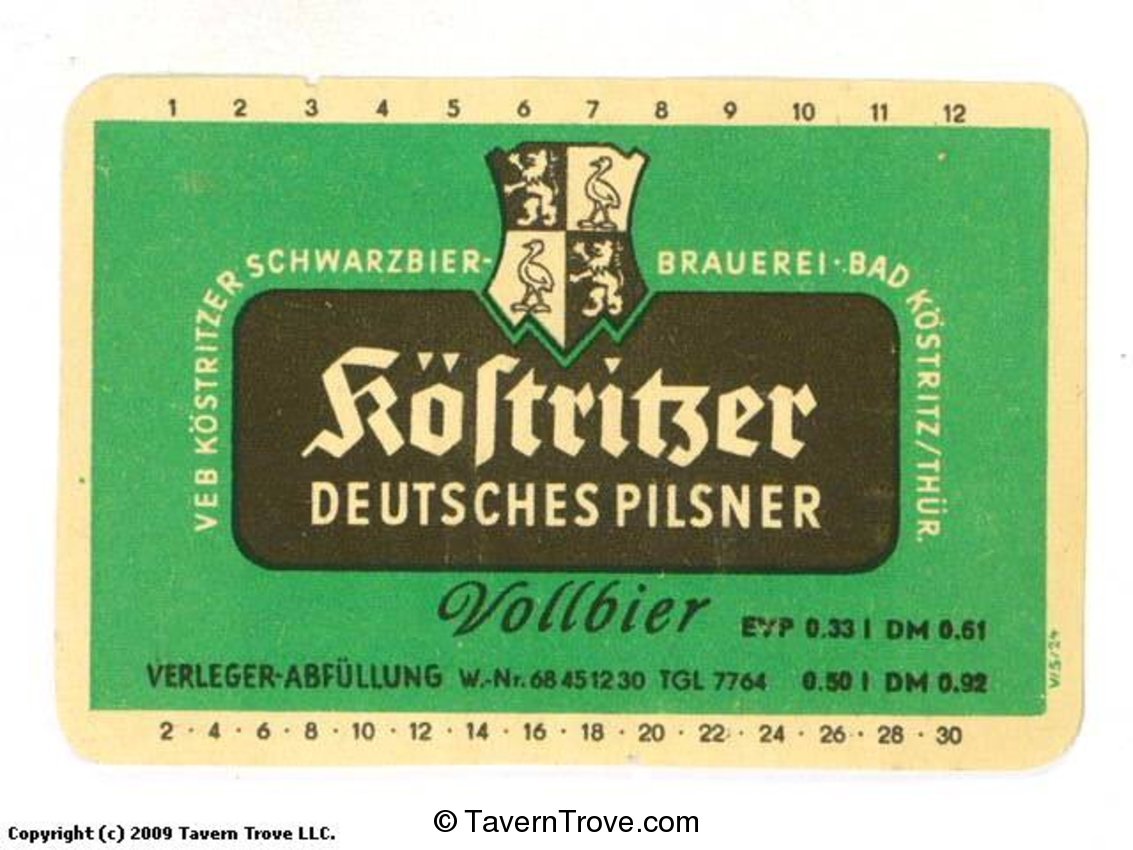 1 2 3 4 5 6 7 8 9 10 11 12
VEB KÖSTRITZER SCHWARZBIER-BRAUEREI · BAD KÖSTRITZ/THÜR.
Köſtritzer
DEUTSCHES PILSNER
Vollbier
EVP 0.33 l DM 0.61
VERLEGER-ABFÜLLUNG W.-Nr. 68 45 12 30 TGL 7764 0.50 l DM 0.92
2 · 4 · 6 · 8 · 10 · 12 · 14 · 16 · 18 · 20 · 22 · 24 · 26 · 28 · 30
© TavernTrove.com
Copyright (c) 2009 Tavern Trove LLC.